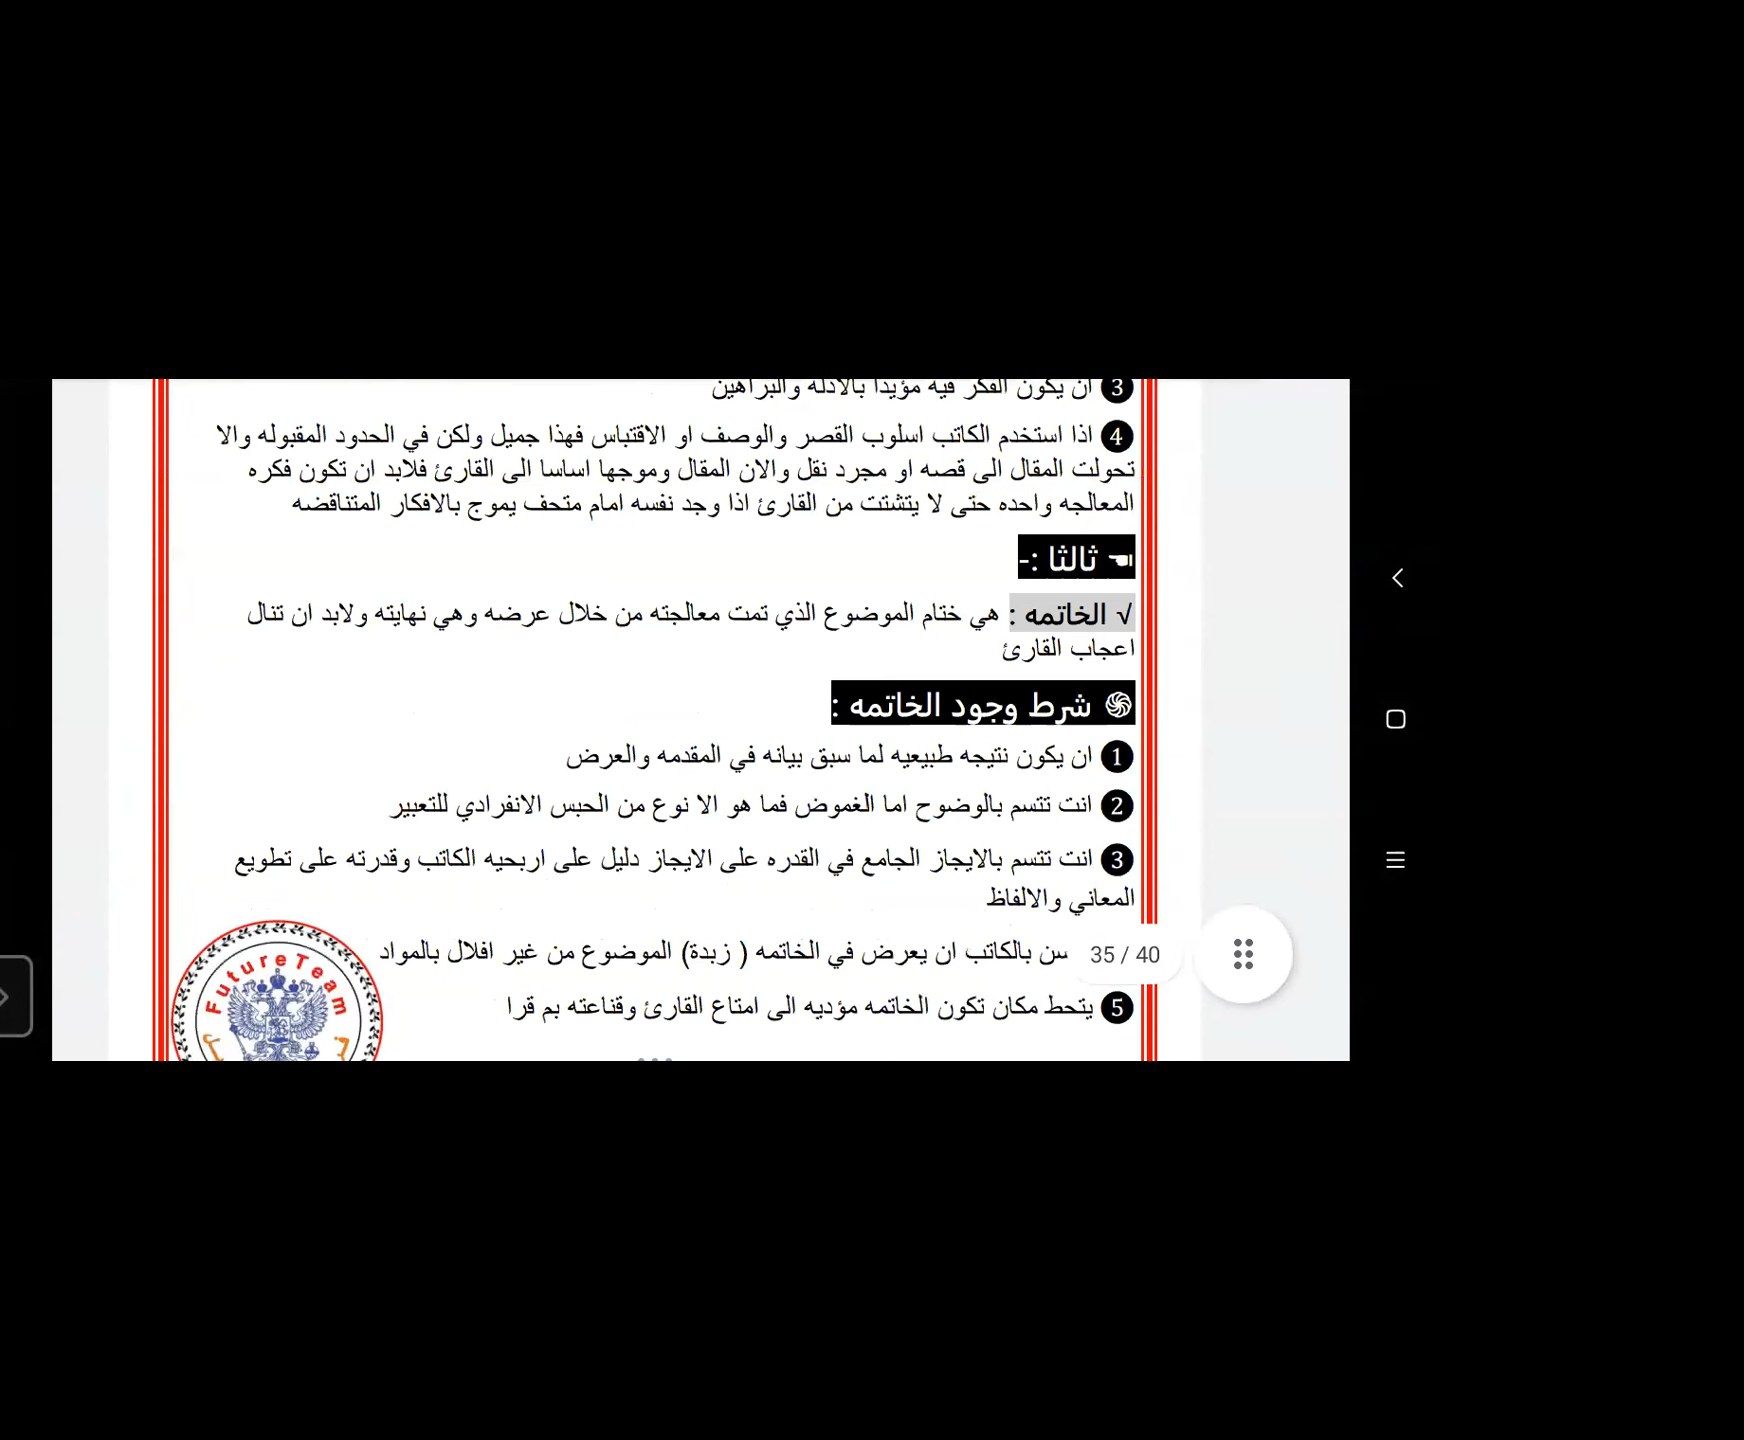 3 ان يكون الفكر فيه مؤيدا بالادله والبراهين
4 اذا استخدم الكاتب اسلوب القصر والوصف او الاقتباس فهذا جميل ولكن في الحدود المقبوله والا
تحولت المقال الى قصه او مجرد نقل والان المقال وموجها اساسا الى القارئ فلابد ان تكون فكره
المعالجه واحده حتى لا يتشتت من القارئ اذا وجد نفسه امام متحف يموج بالافكار المتناقضه
☚ ثالثا :-
√ الخاتمه : هي ختام الموضوع الذي تمت معالجته من خلال عرضه وهي نهايته ولابد ان تنال
اعجاب القارئ
شرط وجود الخاتمه :
1 ان يكون نتيجه طبيعيه لما سبق بيانه في المقدمه والعرض
2 انت تتسم بالوضوح اما الغموض فما هو الا نوع من الحبس الانفرادي للتعبير
3 انت تتسم بالايجاز الجامع في القدره على الايجاز دليل على اربحيه الكاتب وقدرته على تطويع
المعاني والالفاظ
سن بالكاتب ان يعرض في الخاتمه ( زبدة) الموضوع من غير افلال بالمواد
35 / 40
5 يتحط مكان تكون الخاتمه مؤديه الى امتاع القارئ وقناعته بم قرا
FutureTeam